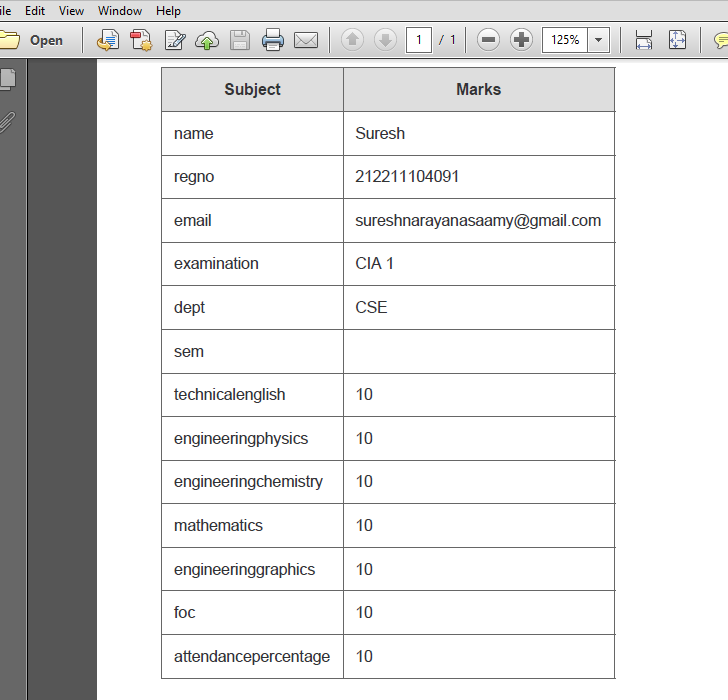 ile Edit View Window Help
Open 1 / 1 125%
Subject Marks
name Suresh
regno 212211104091
email sureshnarayanasaamy@gmail.com
examination CIA 1
dept CSE
sem
technicalenglish 10
engineeringphysics 10
engineeringchemistry 10
mathematics 10
engineeringgraphics 10
foc 10
attendancepercentage 10